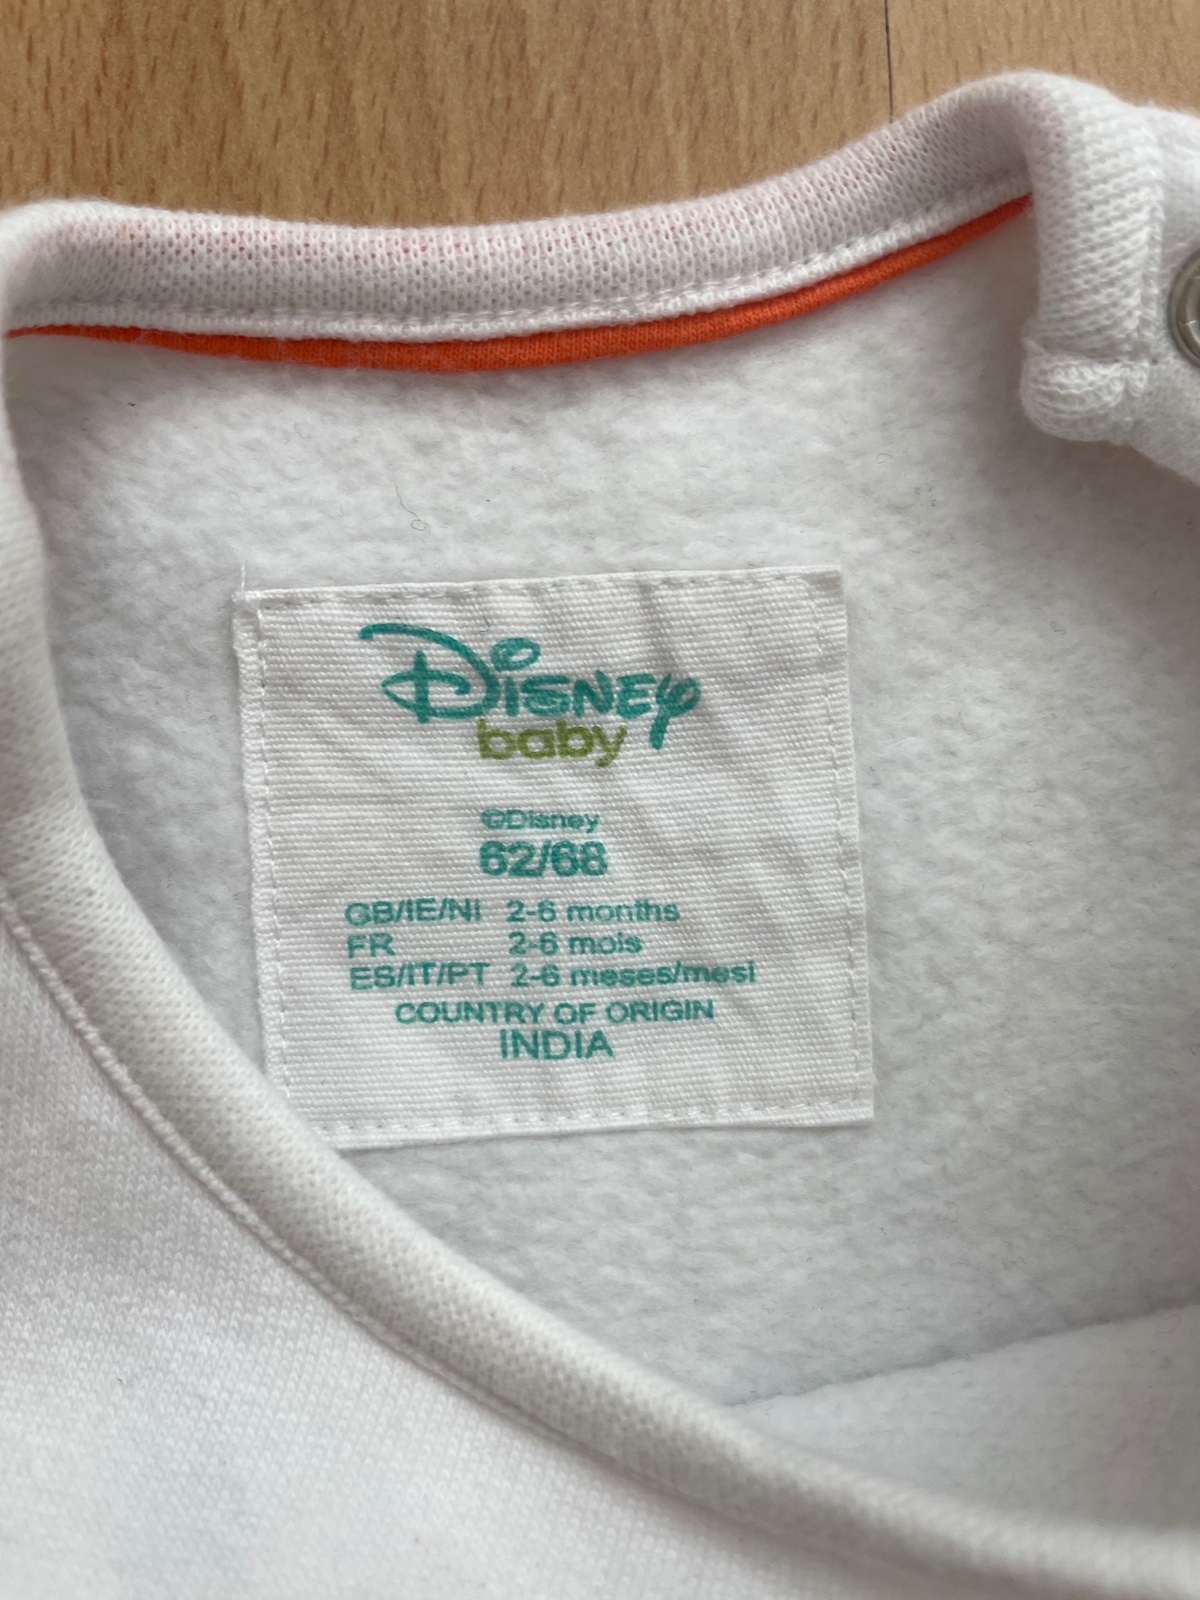 Disney
baby
©Disney
62/68
GB/IE/NI 2-6 months
FR 2-6 mois
ES/IT/PT 2-6 meses/mesi
COUNTRY OF ORIGIN
INDIA